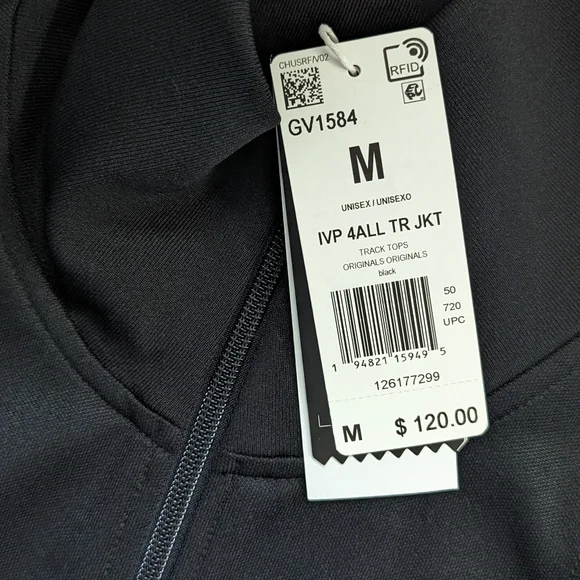 CHUSRF/V02
RFID
GV1584
M
UNISEX / UNISEXO
IVP 4ALL TR JKT
TRACK TOPS
ORIGINALS ORIGINALS
black
50
720
UPC
1 94821 15949 5
126177299
M $ 120.00